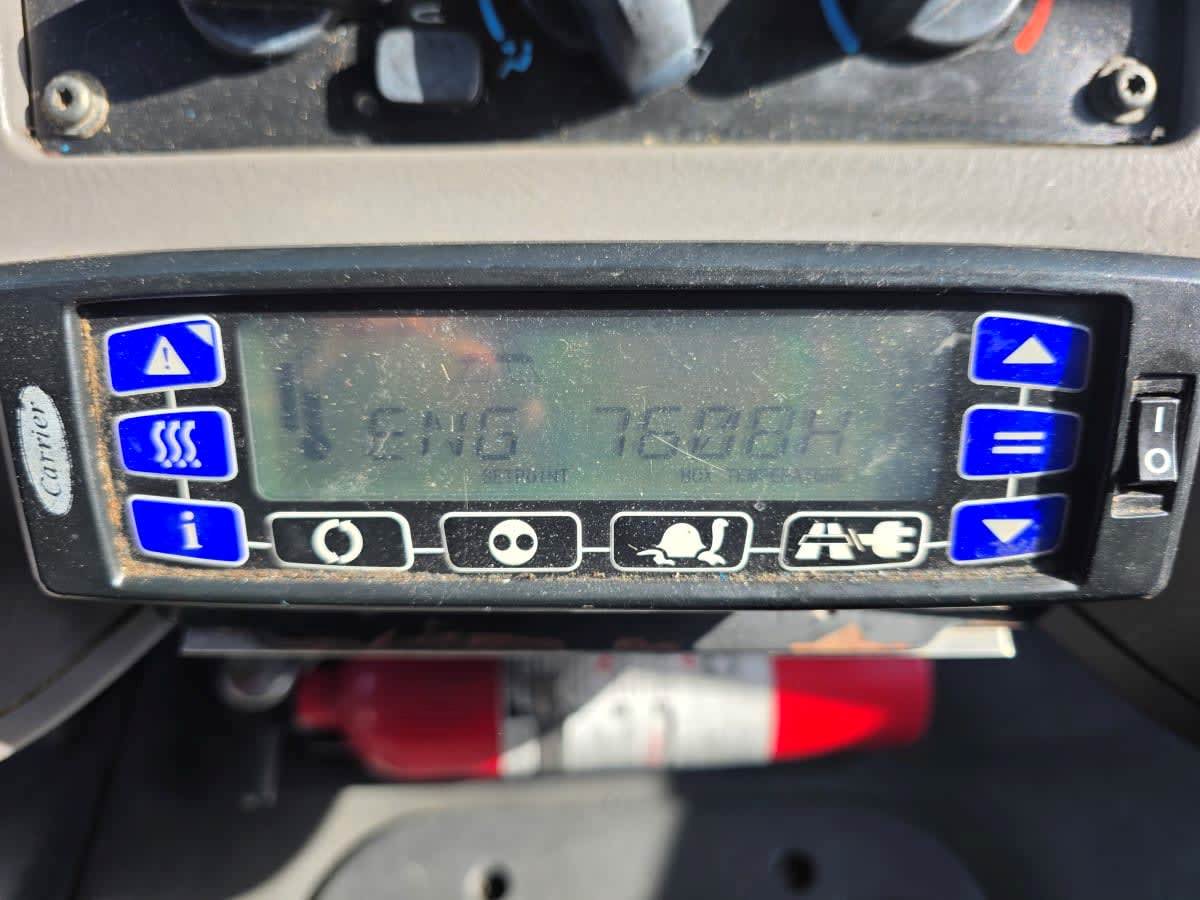 Carrier
ENG 7608H
SETPOINT BOX TEMPERATURE
i
I
O